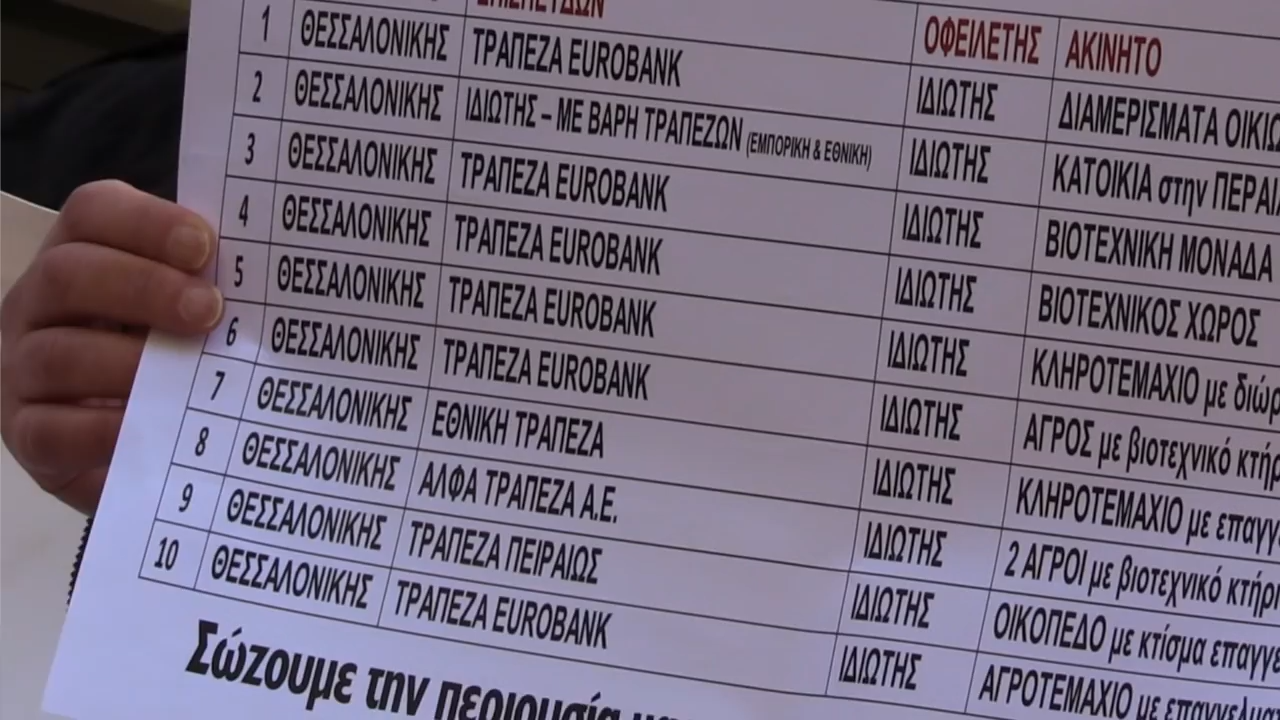 ΕΠΙΣΠΕΥΔΩΝ ΟΦΕΙΛΕΤΗΣ ΑΚΙΝΗΤΟ
1 ΘΕΣΣΑΛΟΝΙΚΗΣ ΤΡΑΠΕΖΑ EUROBANK ΙΔΙΩΤΗΣ ΔΙΑΜΕΡΙΣΜΑΤΑ
2 ΘΕΣΣΑΛΟΝΙΚΗΣ ΙΔΙΩΤΗΣ – ΜΕ ΒΑΡΗ ΤΡΑΠΕΖΩΝ (ΕΜΠΟΡΙΚΗ & ΕΘΝΙΚΗ) ΙΔΙΩΤΗΣ ΚΑΤΟΙΚΙΑ στην
3 ΘΕΣΣΑΛΟΝΙΚΗΣ ΤΡΑΠΕΖΑ EUROBANK ΙΔΙΩΤΗΣ ΒΙΟΤΕΧΝΙΚΗ ΜΟΝΑΔΑ
4 ΘΕΣΣΑΛΟΝΙΚΗΣ ΤΡΑΠΕΖΑ EUROBANK ΙΔΙΩΤΗΣ ΒΙΟΤΕΧΝΙΚΟΣ ΧΩΡΟΣ
5 ΘΕΣΣΑΛΟΝΙΚΗΣ ΤΡΑΠΕΖΑ EUROBANK ΙΔΙΩΤΗΣ ΚΛΗΡΟΤΕΜΑΧΙΟ με
6 ΘΕΣΣΑΛΟΝΙΚΗΣ ΤΡΑΠΕΖΑ EUROBANK ΙΔΙΩΤΗΣ ΑΓΡΟΣ με βιοτεχνικό
7 ΘΕΣΣΑΛΟΝΙΚΗΣ ΕΘΝΙΚΗ ΤΡΑΠΕΖΑ ΙΔΙΩΤΗΣ ΚΛΗΡΟΤΕΜΑΧΙΟ με
8 ΘΕΣΣΑΛΟΝΙΚΗΣ ΑΛΦΑ ΤΡΑΠΕΖΑ Α.Ε. ΙΔΙΩΤΗΣ 2 ΑΓΡΟΙ με βιοτεχνικό
9 ΘΕΣΣΑΛΟΝΙΚΗΣ ΤΡΑΠΕΖΑ ΠΕΙΡΑΙΩΣ ΙΔΙΩΤΗΣ ΟΙΚΟΠΕΔΟ με κτίσμα
10 ΘΕΣΣΑΛΟΝΙΚΗΣ ΤΡΑΠΕΖΑ EUROBANK ΙΔΙΩΤΗΣ ΑΓΡΟΤΕΜΑΧΙΟ με
Σώζουμε την περιουσία